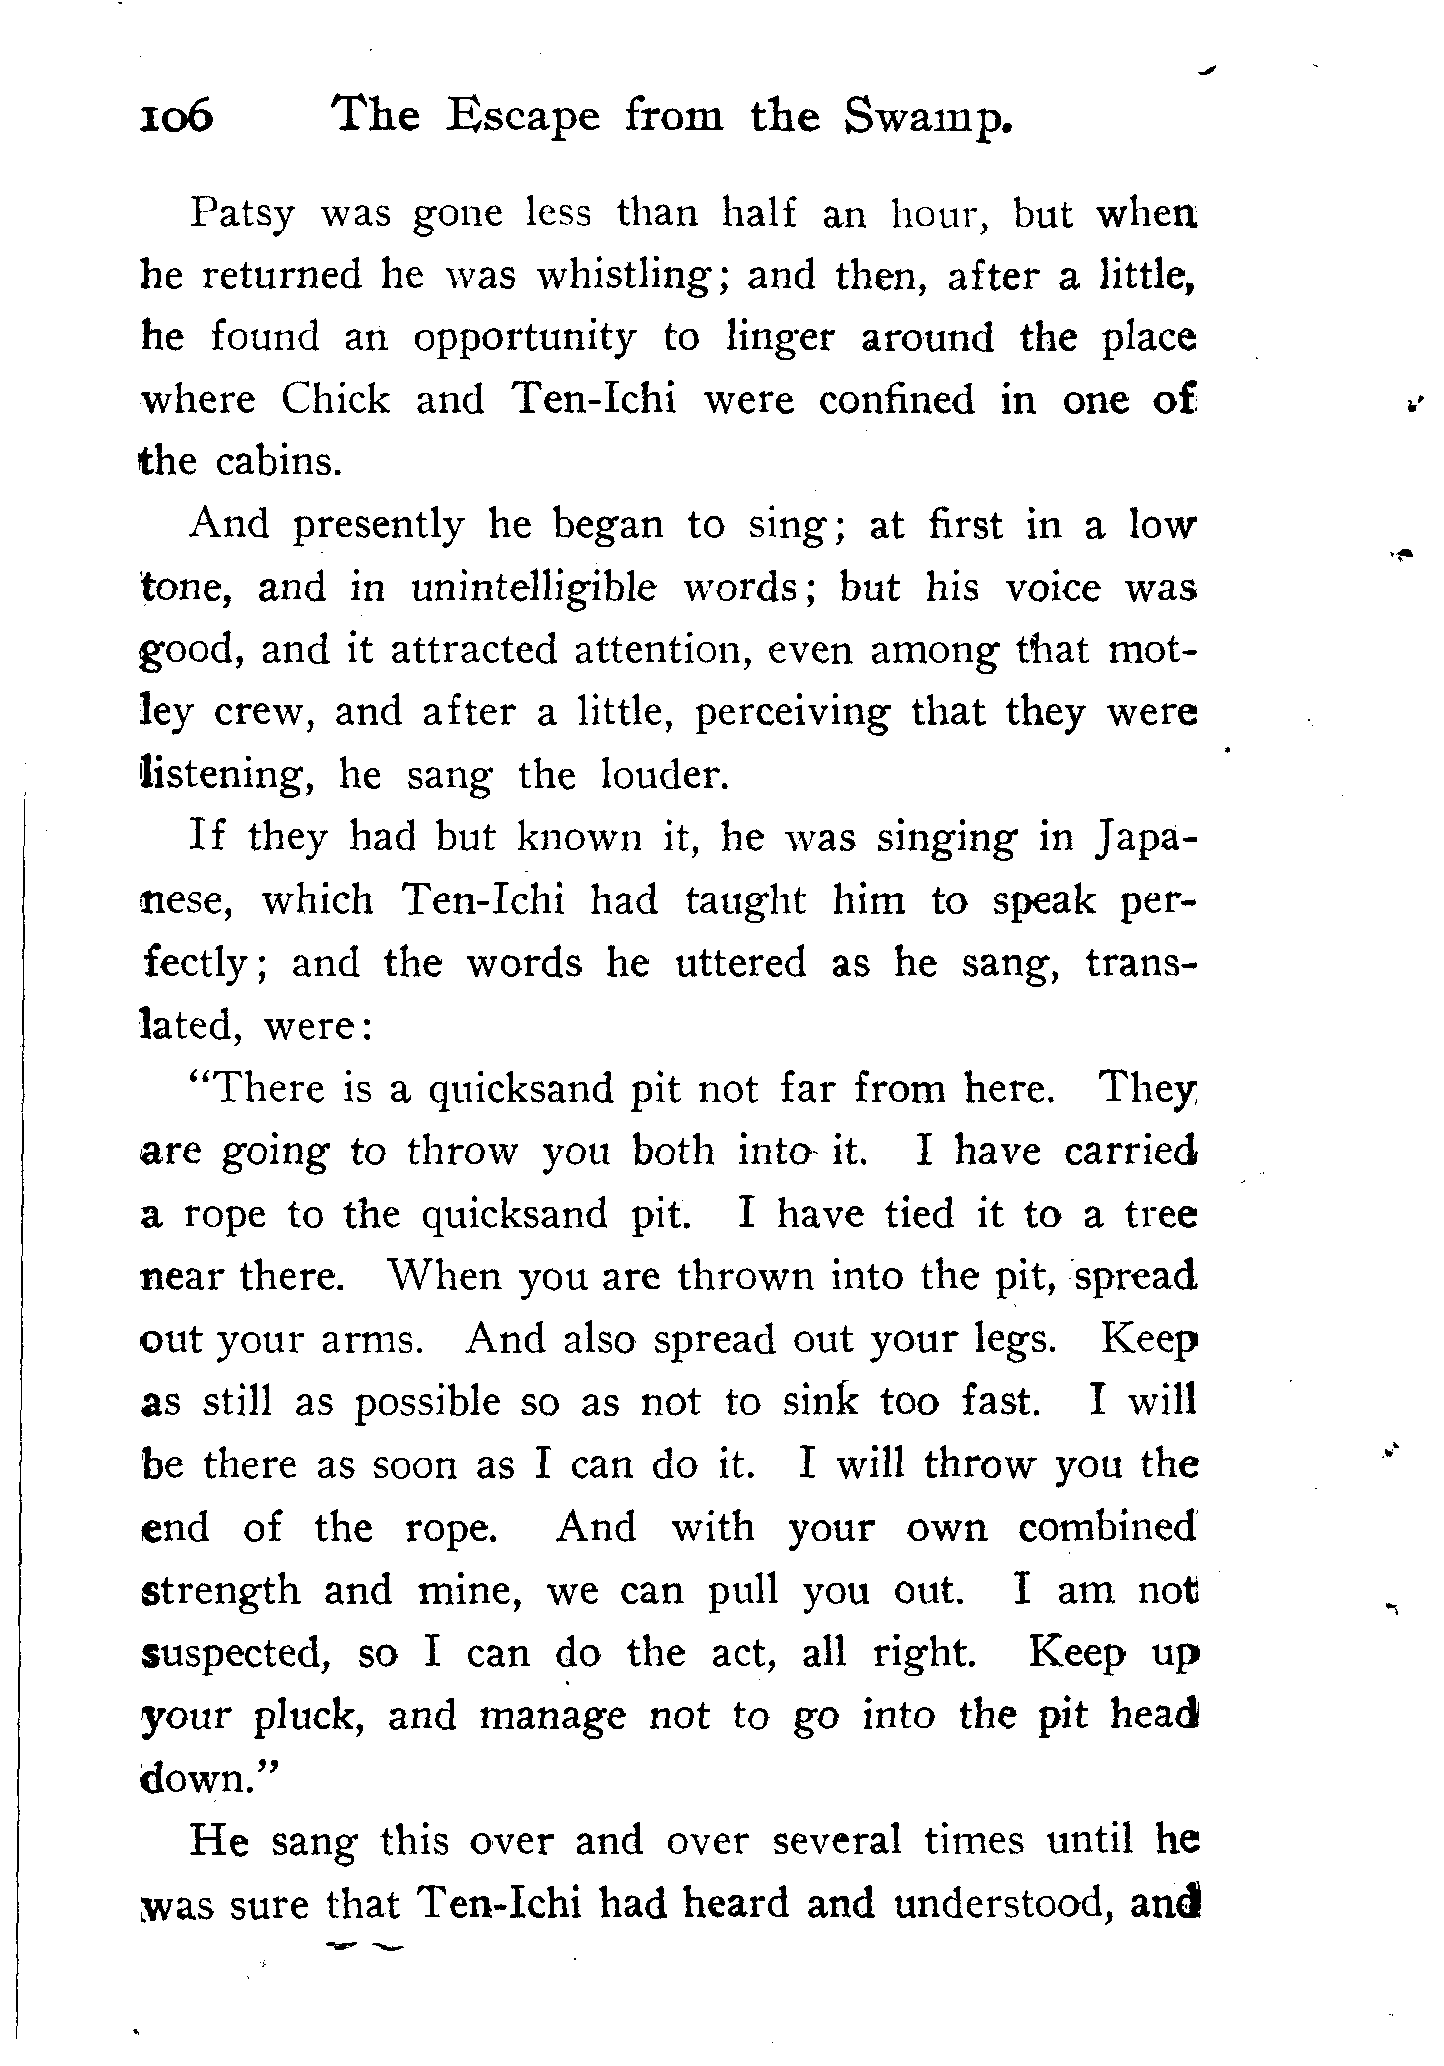 106 The Escape from the Swamp.
Patsy was gone less than half an hour, but when
he returned he was whistling; and then, after a little,
he found an opportunity to linger around the place
where Chick and Ten-Ichi were confined in one of
the cabins.
And presently he began to sing; at first in a low
tone, and in unintelligible words; but his voice was
good, and it attracted attention, even among that mot-
ley crew, and after a little, perceiving that they were
listening, he sang the louder.
If they had but known it, he was singing in Japa-
nese, which Ten-Ichi had taught him to speak per-
fectly; and the words he uttered as he sang, trans-
lated, were:
"There is a quicksand pit not far from here. They
are going to throw you both into it. I have carried
a rope to the quicksand pit. I have tied it to a tree
near there. When you are thrown into the pit, spread
out your arms. And also spread out your legs. Keep
as still as possible so as not to sink too fast. I will
be there as soon as I can do it. I will throw you the
end of the rope. And with your own combined
strength and mine, we can pull you out. I am not
suspected, so I can do the act, all right. Keep up
your pluck, and manage not to go into the pit head
down."
He sang this over and over several times until he
was sure that Ten-Ichi had heard and understood, and